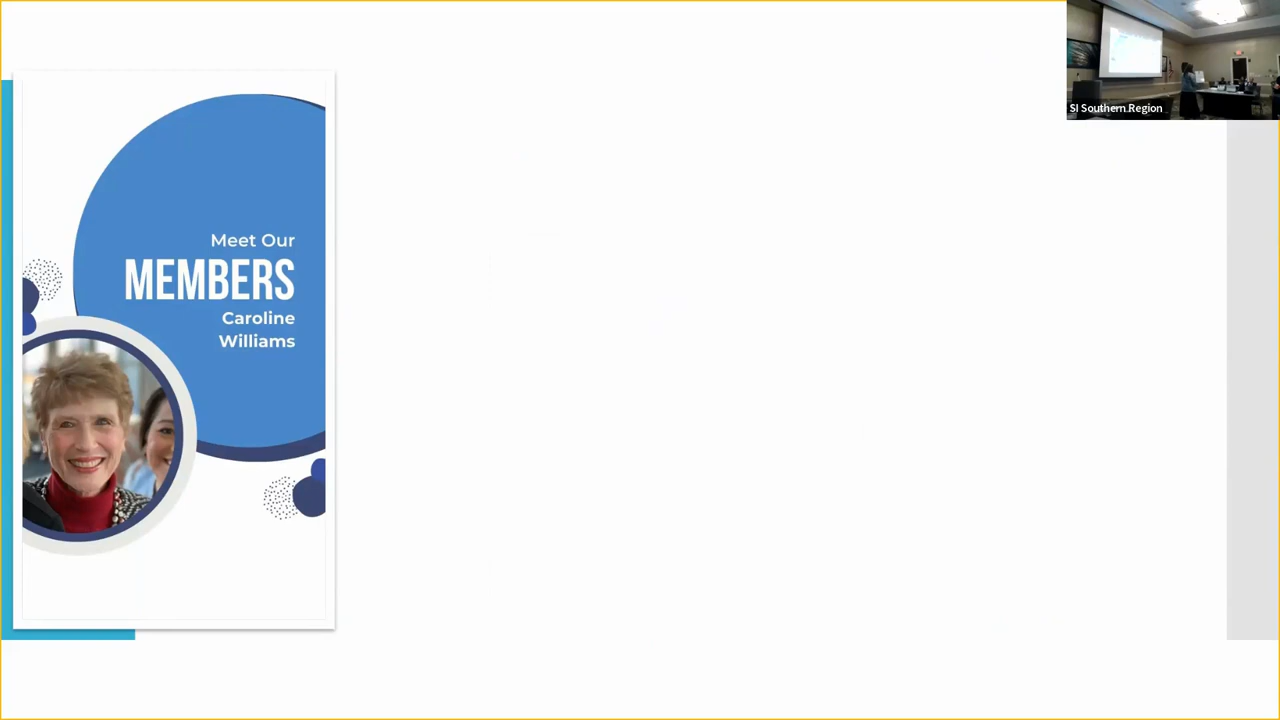 Meet Our
MEMBERS
Caroline
Williams
SI Southern Region